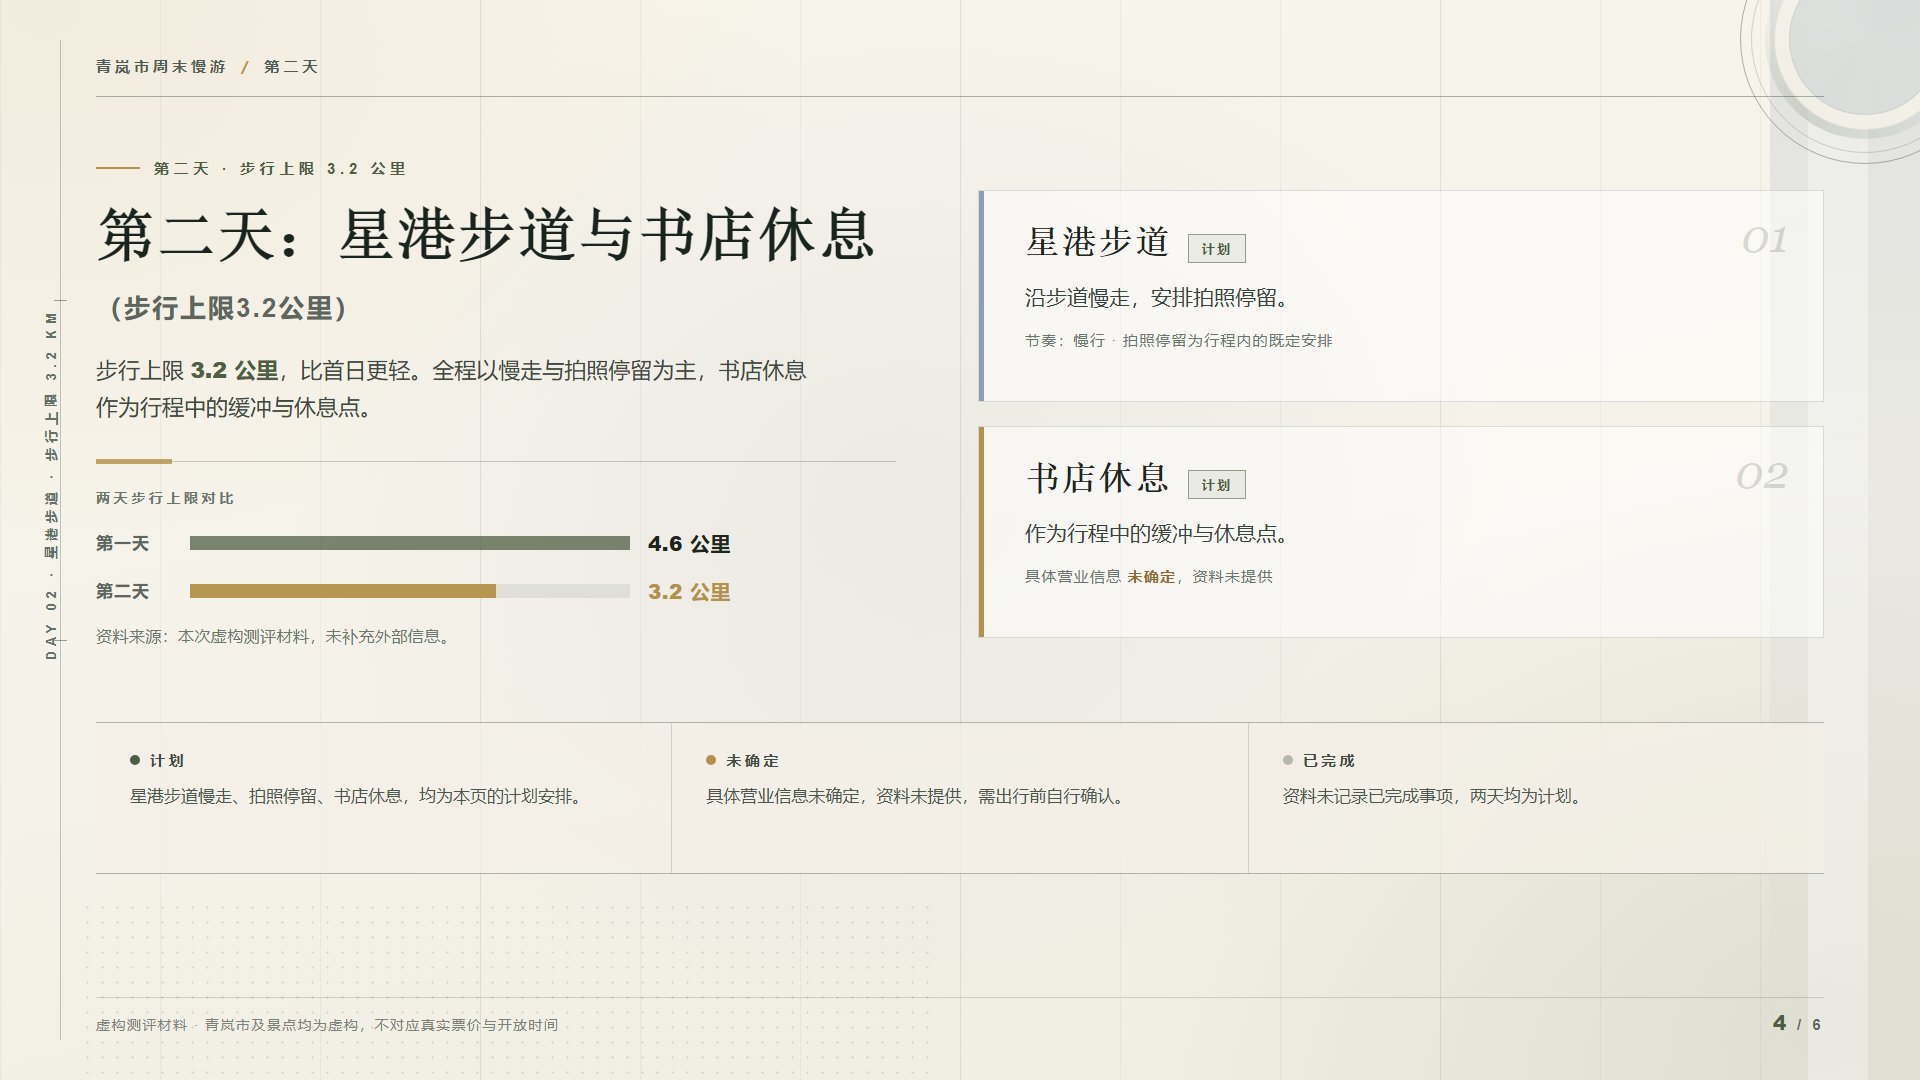 青岚市周末慢游 / 第二天
第二天 · 步行上限 3.2 公里
第二天：星港步道与书店休息
（步行上限3.2公里）
步行上限 3.2 公里，比首日更轻。全程以慢走与拍照停留为主，书店休息
作为行程中的缓冲与休息点。
两天步行上限对比
第一天 4.6 公里
第二天 3.2 公里
资料来源：本次虚构测评材料，未补充外部信息。
DAY 02 · 星港步道 · 步行上限 3.2 KM
星港步道 计划 01
沿步道慢走，安排拍照停留。
节奏：慢行 · 拍照停留为行程内的既定安排
书店休息 计划 02
作为行程中的缓冲与休息点。
具体营业信息 未确定，资料未提供
计划
星港步道慢走、拍照停留、书店休息，均为本页的计划安排。
未确定
具体营业信息未确定，资料未提供，需出行前自行确认。
已完成
资料未记录已完成事项，两天均为计划。
虚构测评材料 · 青岚市及景点均为虚构，不对应真实票价与开放时间
4 / 6